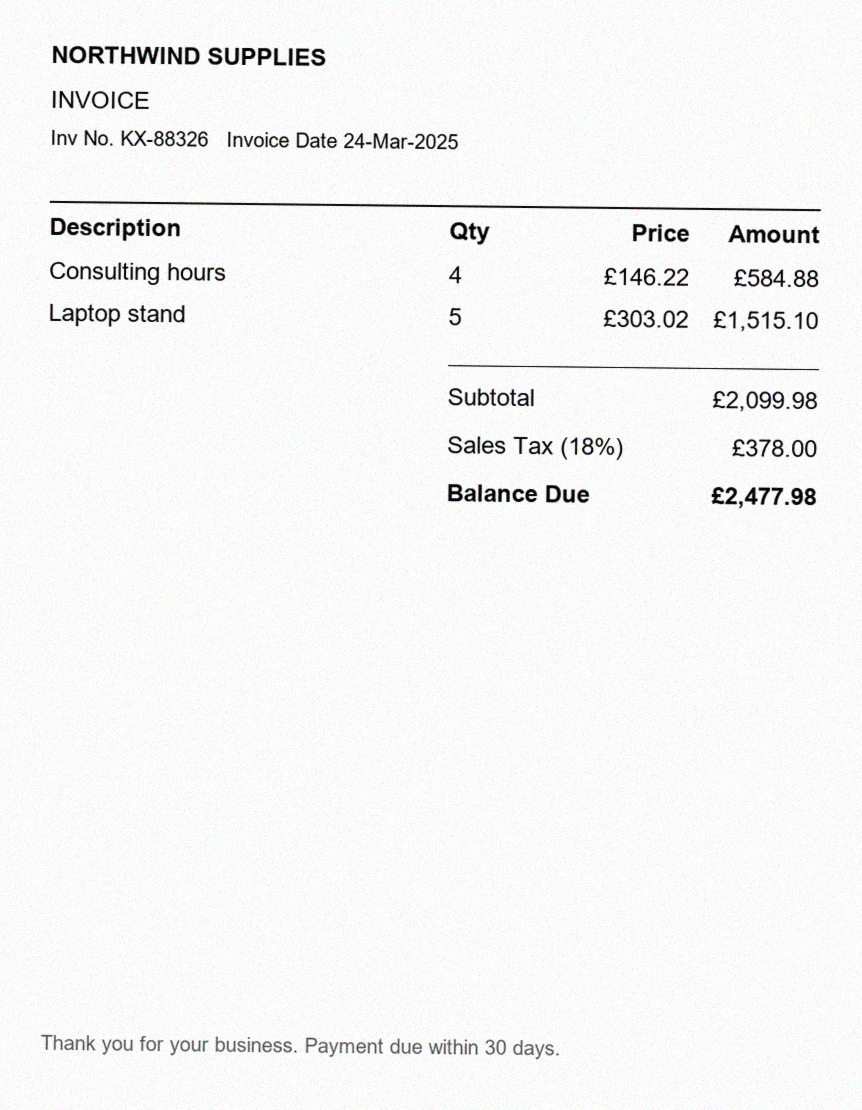 NORTHWIND SUPPLIES
INVOICE
Inv No. KX-88326 Invoice Date 24-Mar-2025
Description Qty Price Amount
Consulting hours 4 £146.22 £584.88
Laptop stand 5 £303.02 £1,515.10
Subtotal £2,099.98
Sales Tax (18%) £378.00
Balance Due £2,477.98
Thank you for your business. Payment due within 30 days.